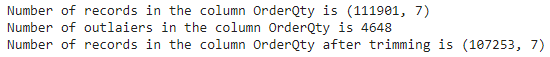 Number of records in the column OrderQty is (111901, 7)
Number of outlaiers in the column OrderQty is 4648
Number of records in the column OrderQty after trimming is (107253, 7)